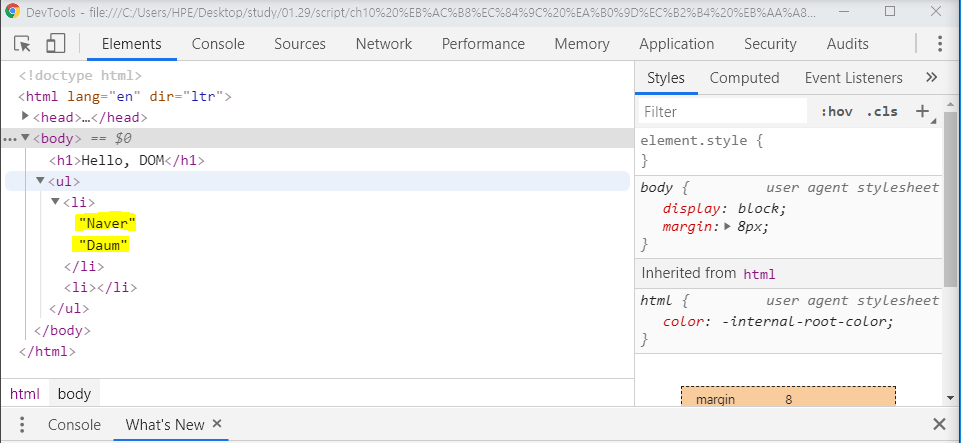 DevTools - file:///C:/Users/HPE/Desktop/study/01.29/script/ch10%20%EB%AC%B8%EC%84%9C%20%EA%B0%9D%EC%B2%B4%20%EB%AA%A8...
Elements Console Sources Network Performance Memory Application Security Audits
<!doctype html>
<html lang="en" dir="ltr">
<head>…</head>
<body> == $0
<h1>Hello, DOM</h1>
<ul>
<li>
"Naver"
"Daum"
</li>
<li></li>
</ul>
</body>
</html>
html body
Styles Computed Event Listeners »
Filter :hov .cls +
element.style {
}
body { user agent stylesheet
display: block;
margin: 8px;
}
Inherited from html
html { user agent stylesheet
color: -internal-root-color;
}
margin 8
Console What's New ×